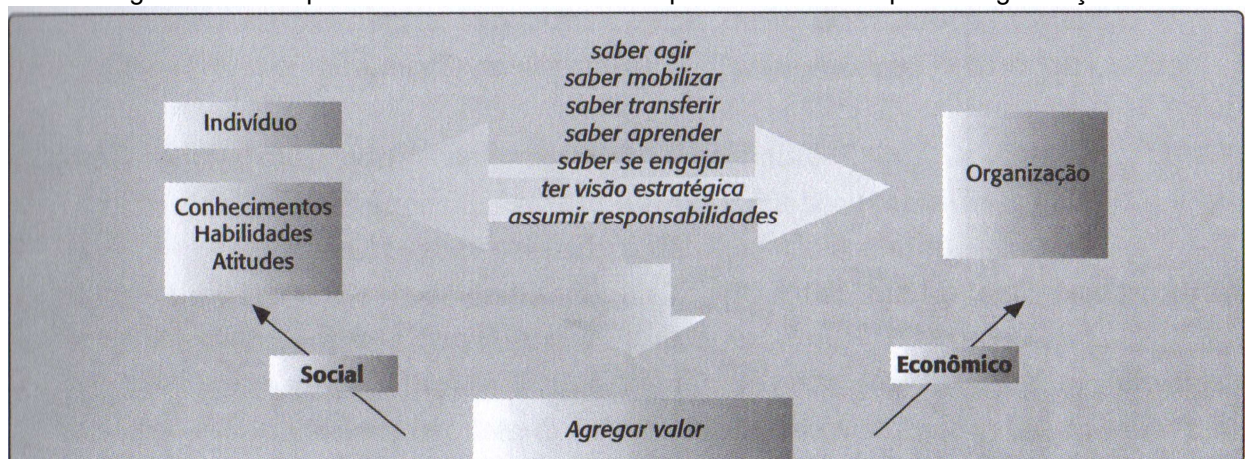 saber agir
saber mobilizar
saber transferir
saber aprender
saber se engajar
ter visão estratégica
assumir responsabilidades
Indivíduo
Conhecimentos
Habilidades
Atitudes
Organização
Social
Econômico
Agregar valor